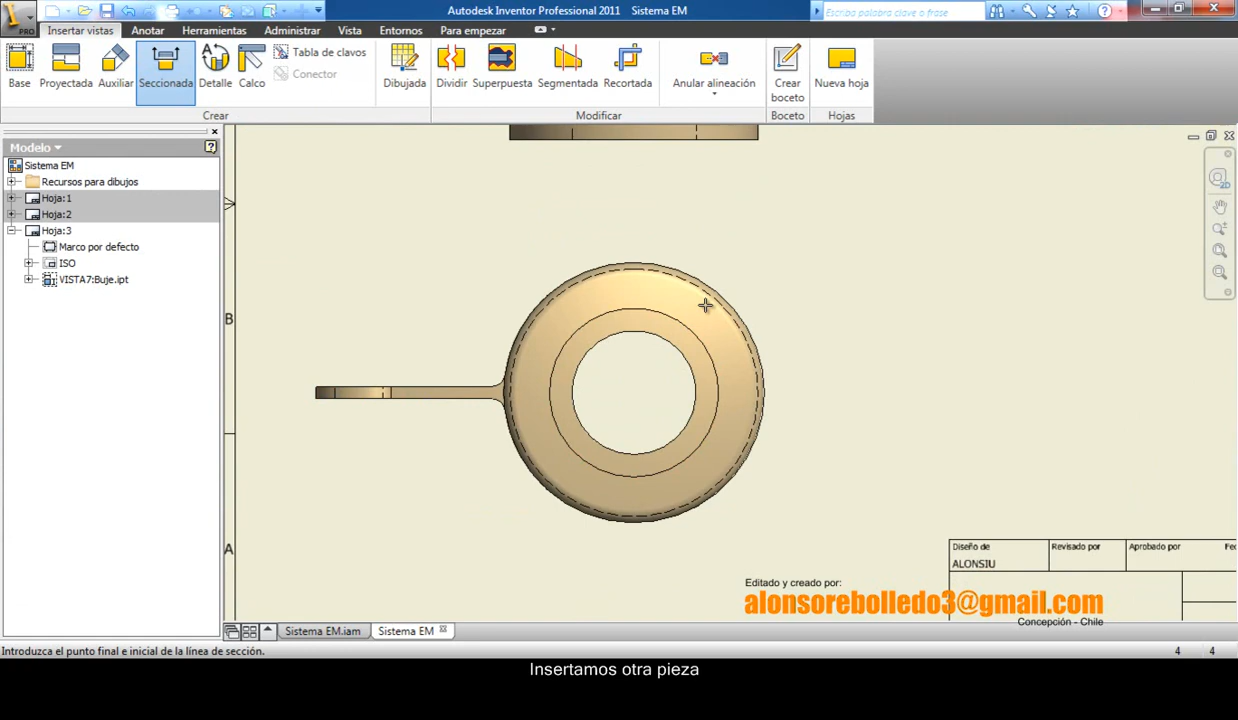 Autodesk Inventor Professional 2011 Sistema EM
Escriba palabra clave o frase
PRO
Insertar vistas Anotar Herramientas Administrar Vista Entornos Para empezar
Base Proyectada Auxiliar Seccionada Detalle Calco
Tabla de clavos
Conector
Dibujada Dividir Superpuesta Segmentada Recortada Anular alineación
Crear
boceto
Nueva hoja
Crear Modificar Boceto Hojas
Modelo
Sistema EM
Recursos para dibujos
Hoja:1
Hoja:2
Hoja:3
Marco por defecto
ISO
VISTA7:Buje.ipt
2D
B
A
Diseño de Revisado por Aprobado por Fec
ALONSIU
Editado y creado por:
alonsorebolledo3@gmail.com
Concepción - Chile
Sistema EM.iam Sistema EM
Introduzca el punto final e inicial de la línea de sección. 4 4
Insertamos otra pieza